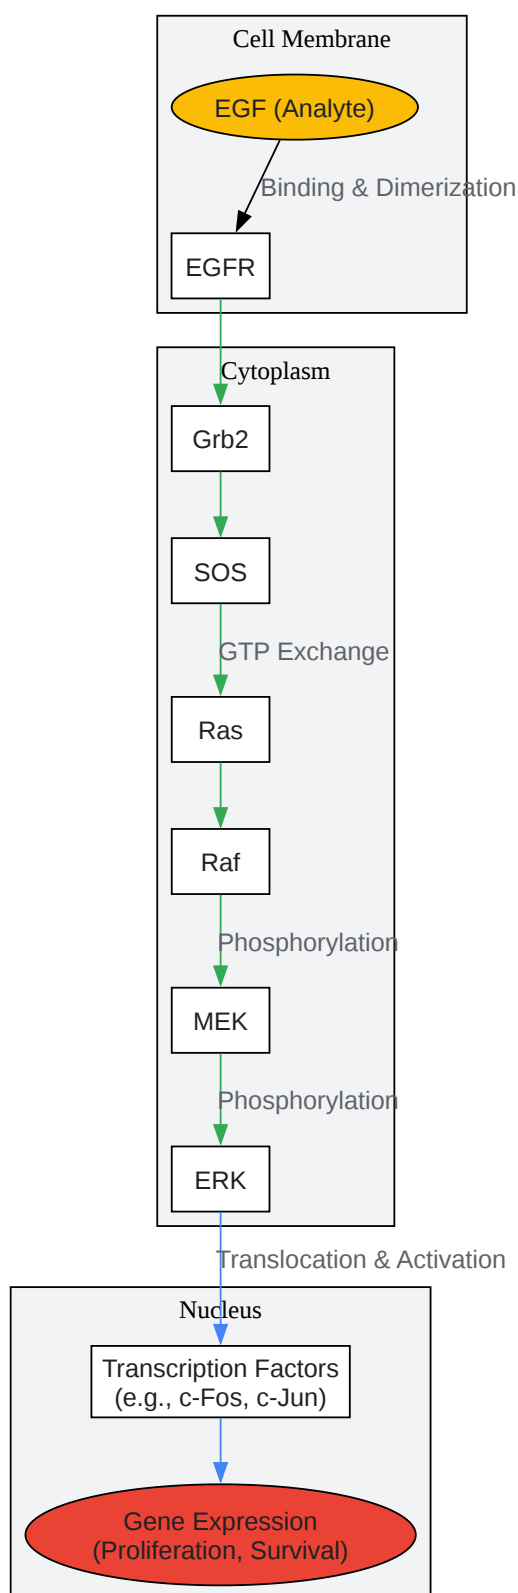 Cell Membrane
EGF (Analyte)
Binding & Dimerization
EGFR
Cytoplasm
Grb2
SOS
GTP Exchange
Ras
Raf
Phosphorylation
MEK
Phosphorylation
ERK
Translocation & Activation
Nucleus
Transcription Factors
(e.g., c-Fos, c-Jun)
Gene Expression
(Proliferation, Survival)